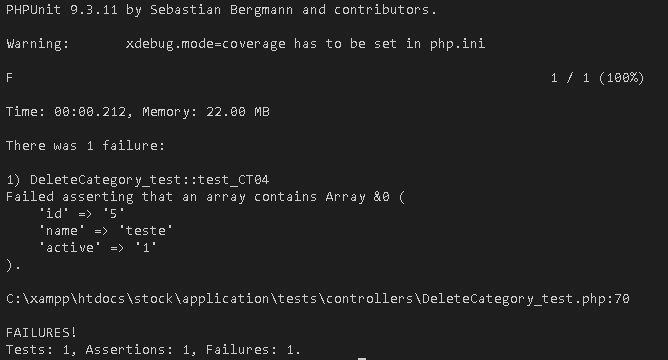 PHPUnit 9.3.11 by Sebastian Bergmann and contributors.
Warning:       xdebug.mode=coverage has to be set in php.ini
F                                                                   1 / 1 (100%)
Time: 00:00.212, Memory: 22.00 MB
There was 1 failure:
1) DeleteCategory_test::test_CT04
Failed asserting that an array contains Array &0 (
    'id' => '5'
    'name' => 'teste'
    'active' => '1'
).
C:\xampp\htdocs\stock\application\tests\controllers\DeleteCategory_test.php:70
FAILURES!
Tests: 1, Assertions: 1, Failures: 1.